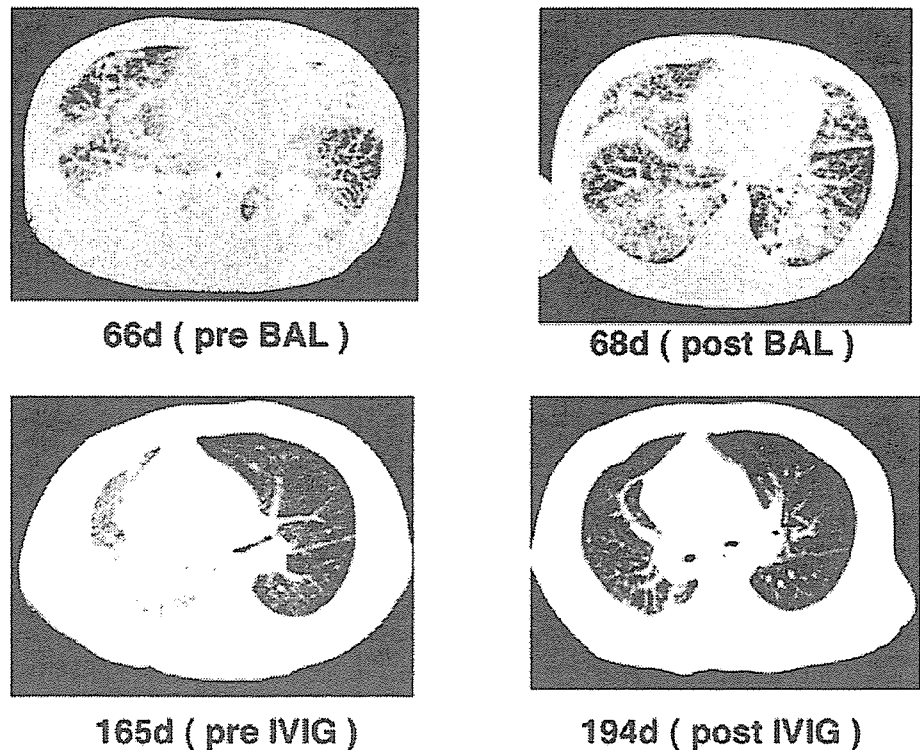 66d ( pre BAL )
68d ( post BAL )
165d ( pre IVIG )
194d ( post IVIG )